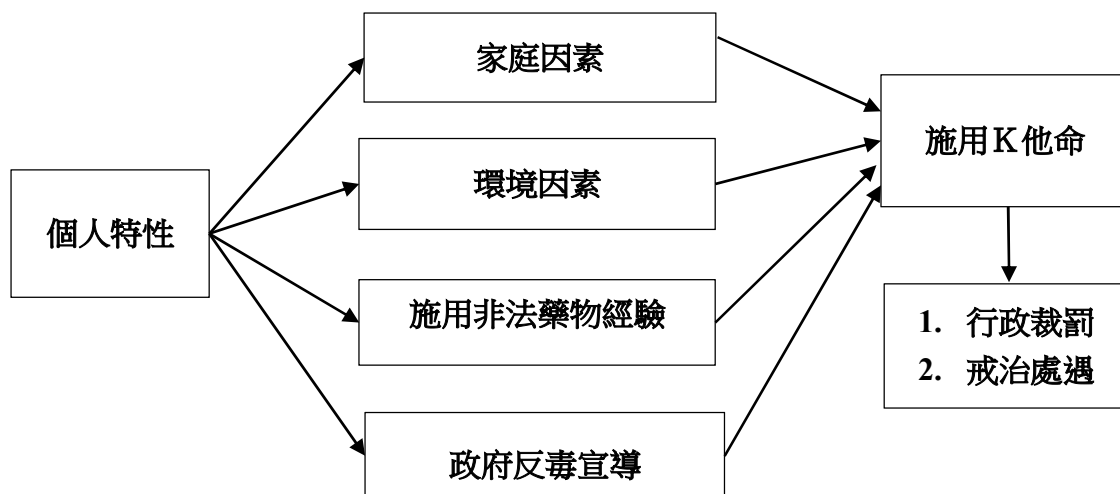 個人特性
家庭因素
環境因素
施用非法藥物經驗
政府反毒宣導
施用K他命
1. 行政裁罰
2. 戒治處遇